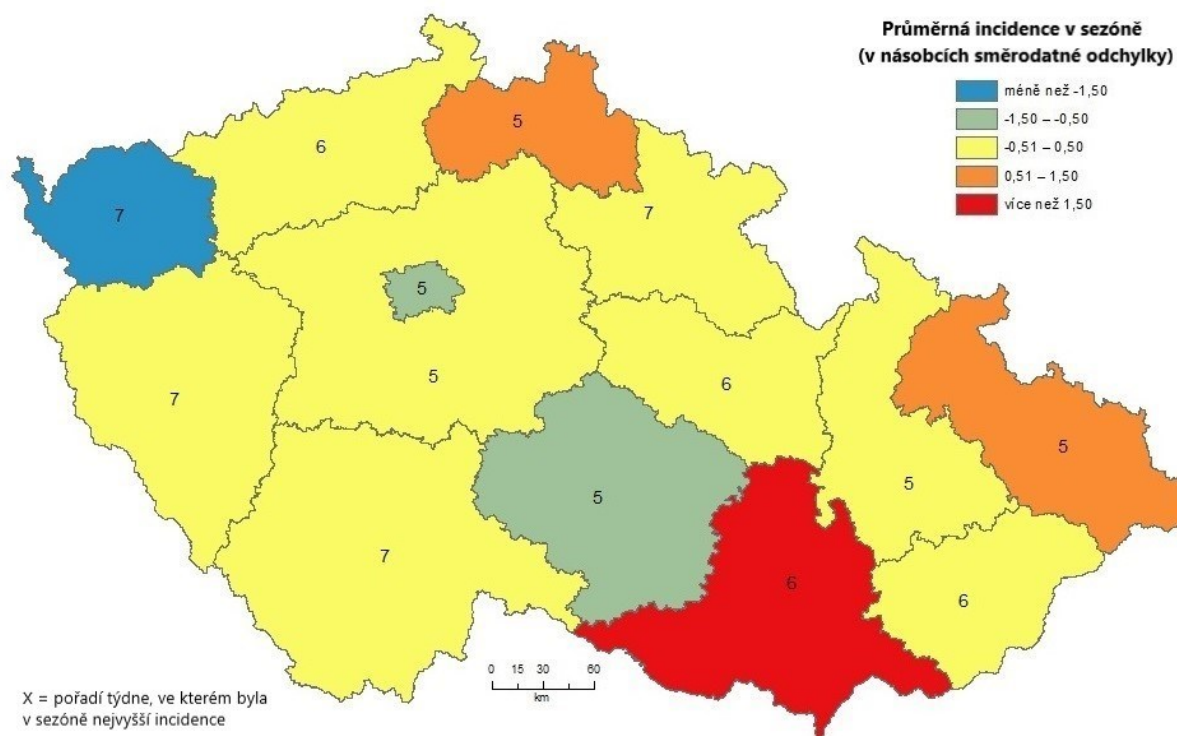 Průměrná incidence v sezóně
(v násobcích směrodatné odchylky)
méně než -1,50
-1,50 – -0,50
-0,51 – 0,50
0,51 – 1,50
více než 1,50
5
6
7
7
5
5
7
6
5
5
5
7
6
6
0 15 30 60
km
X = pořadí týdne, ve kterém byla
v sezóně nejvyšší incidence